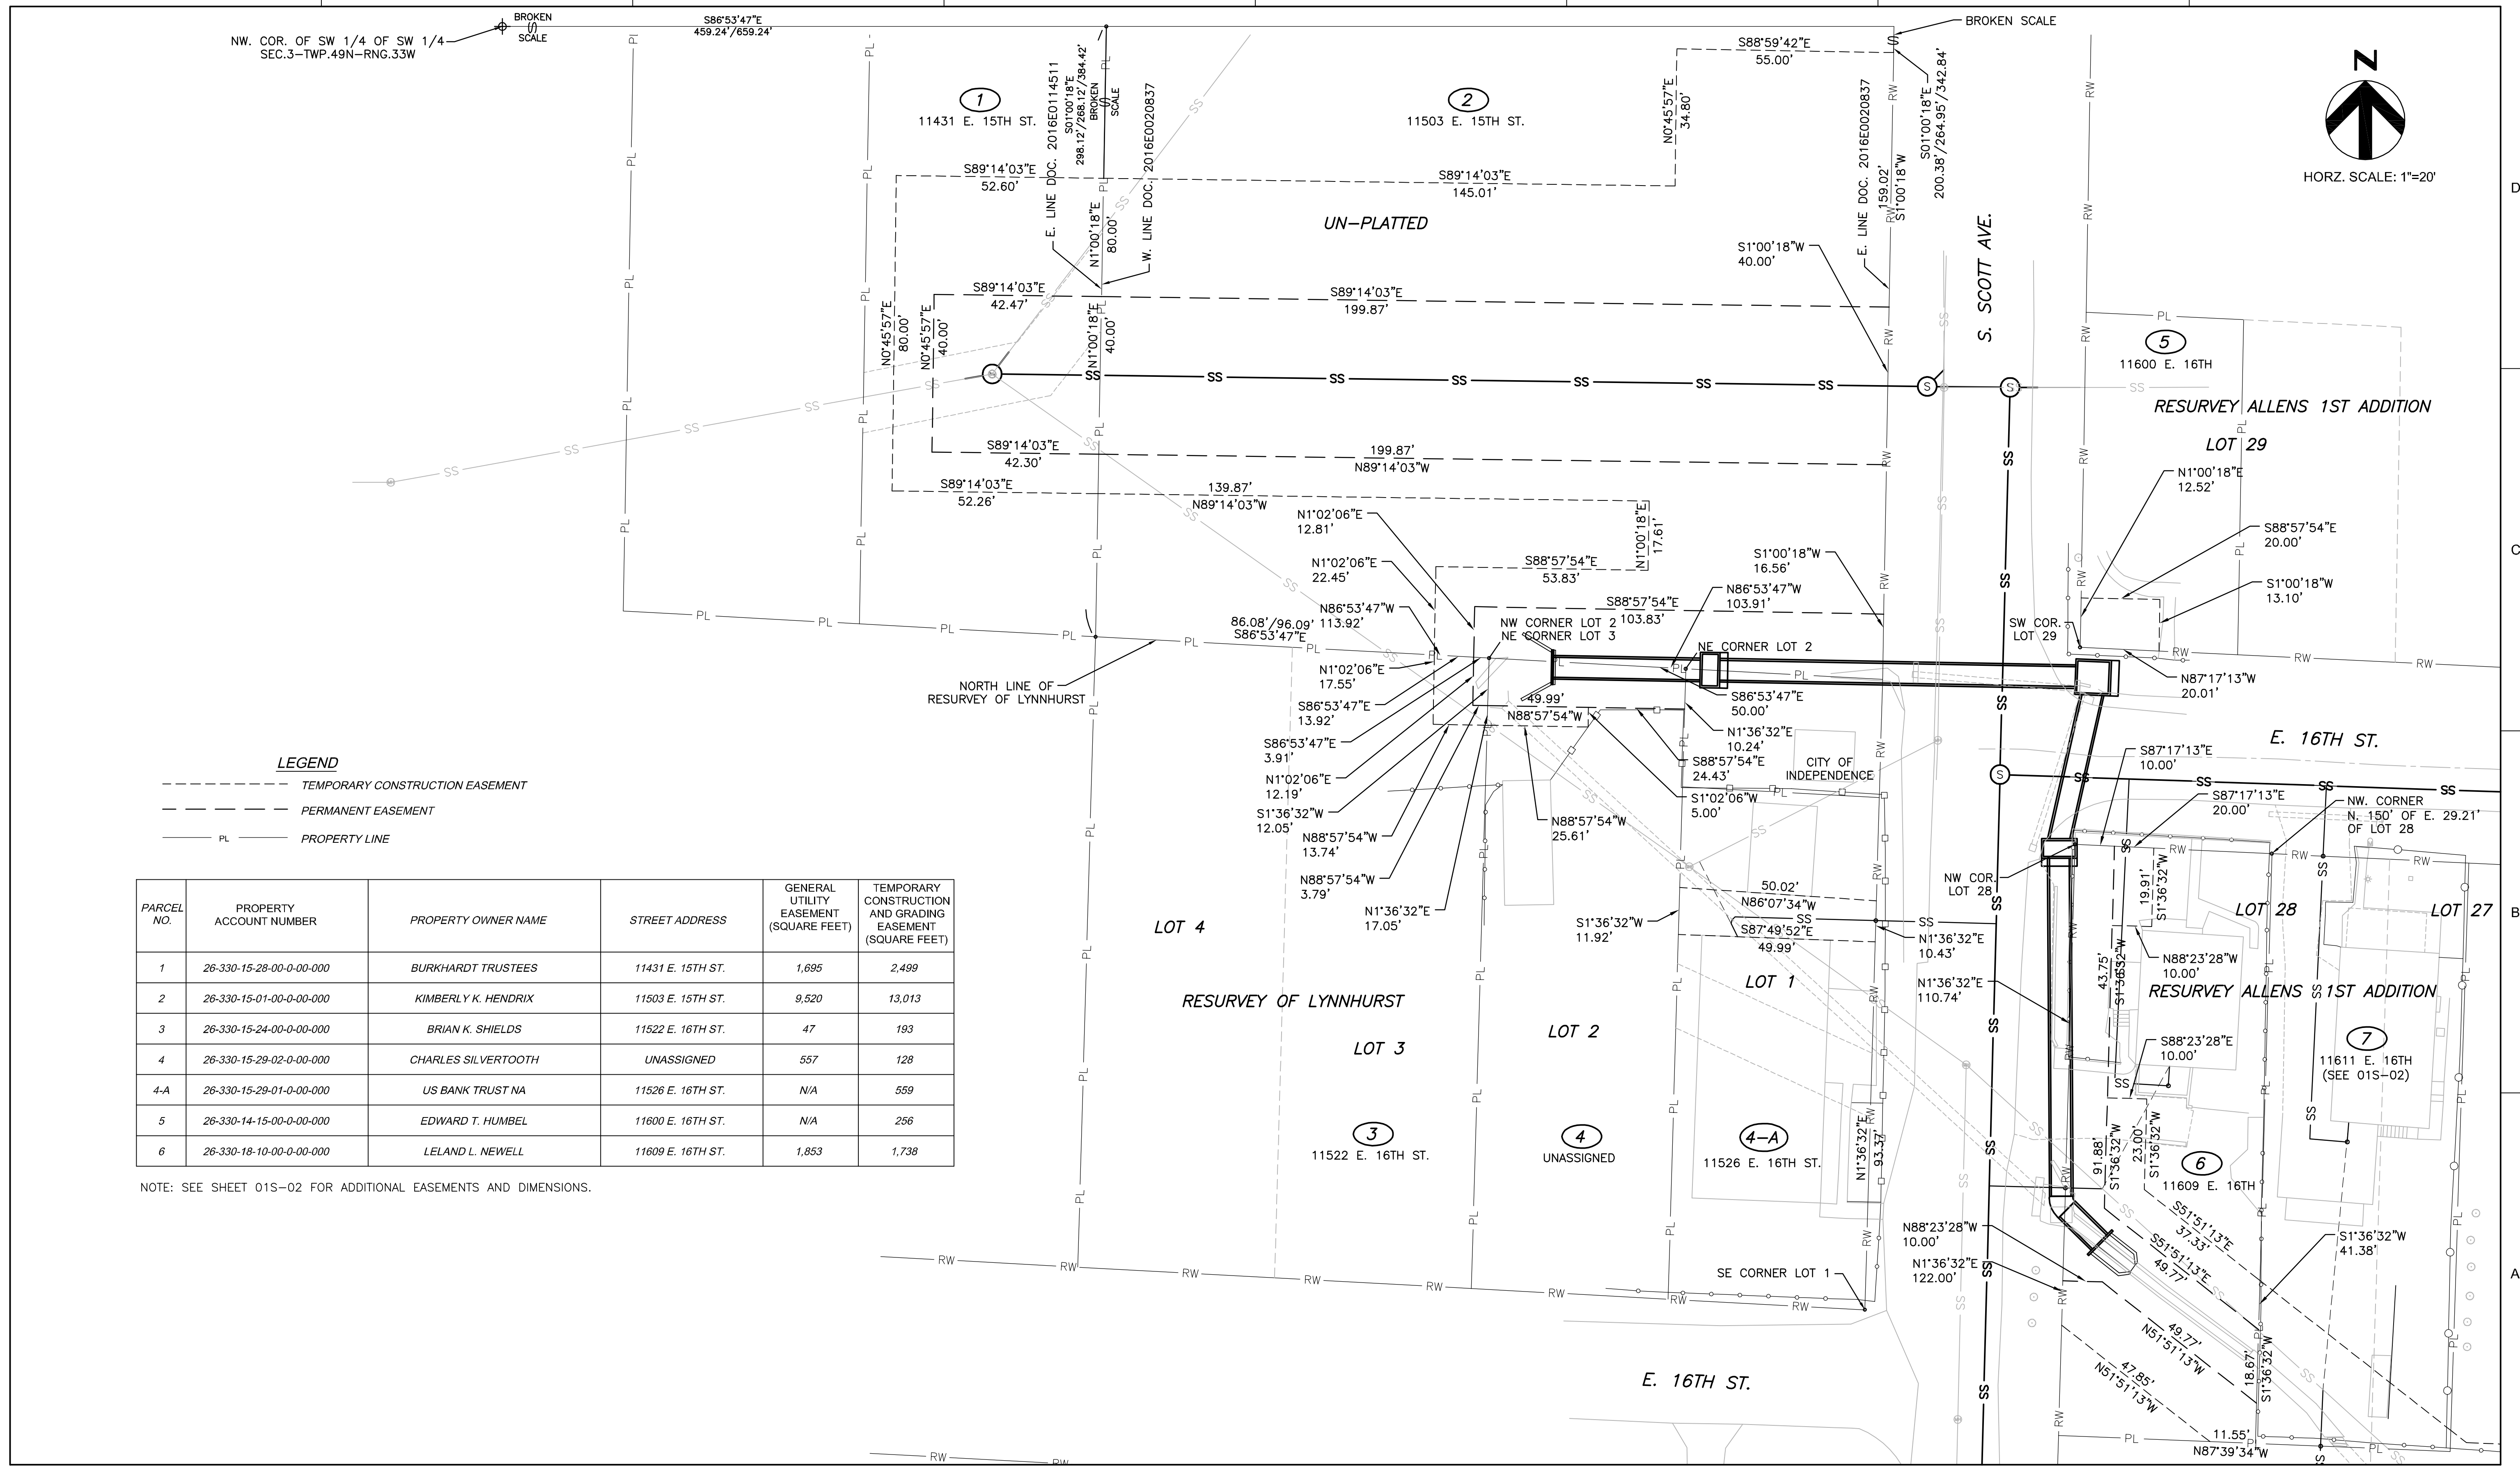 NW. COR. OF SW 1/4 OF SW 1/4
SEC.3-TWP.49N-RNG.33W
BROKEN
SCALE
S86°53'47"E
459.24'/659.24'
BROKEN SCALE
N
HORZ. SCALE: 1"=20'
1
11431 E. 15TH ST.
E. LINE DOC. 2016E0114511
S01°00'18"E
298.12'/268.12'/384.42'
BROKEN
SCALE
W. LINE DOC. 2016E0020837
2
11503 E. 15TH ST.
S88°59'42"E
55.00'
N0°45'57"E
34.80'
E. LINE DOC. 2016E0020837
159.02'
S1°00'18"W
S01°00'18"E
200.38'/264.95'/342.84'
S89°14'03"E
52.60'
S89°14'03"E
145.01'
N1°00'18"E
80.00'
UN-PLATTED
S1°00'18"W
40.00'
S. SCOTT AVE.
S89°14'03"E
42.47'
S89°14'03"E
199.87'
N0°45'57"E
80.00'
N0°45'57"E
40.00'
N1°00'18"E
40.00'
5
11600 E. 16TH
RESURVEY ALLENS 1ST ADDITION
LOT 29
S89°14'03"E
42.30'
199.87'
N89°14'03"W
S89°14'03"E
52.26'
139.87'
N89°14'03"W
N1°00'18"E
17.61'
N1°00'18"E
12.52'
S88°57'54"E
20.00'
S1°00'18"W
13.10'
SW COR.
LOT 29
N87°17'13"W
20.01'
N1°02'06"E
12.81'
N1°02'06"E
22.45'
S88°57'54"E
53.83'
S1°00'18"W
16.56'
N86°53'47"W
103.91'
N86°53'47"W
113.92'
S88°57'54"E
103.83'
86.08'/96.09'
S86°53'47"E
NW CORNER LOT 2
NE CORNER LOT 3
NE CORNER LOT 2
NORTH LINE OF
RESURVEY OF LYNNHURST
N1°02'06"E
17.55'
S86°53'47"E
13.92'
S86°53'47"E
3.91'
N1°02'06"E
12.19'
S1°36'32"W
12.05'
N88°57'54"W
13.74'
N88°57'54"W
3.79'
N1°36'32"E
17.05'
49.99'
N88°57'54"W
S86°53'47"E
50.00'
N1°36'32"E
10.24'
S88°57'54"E
24.43'
S1°02'06"W
5.00'
N88°57'54"W
25.61'
CITY OF
INDEPENDENCE
E. 16TH ST.
S87°17'13"E
10.00'
S87°17'13"E
20.00'
NW. CORNER
N. 150' OF E. 29.21'
OF LOT 28
NW COR.
LOT 28
19.91'
S1°36'32"W
LOT 28
LOT 27
50.02'
N86°07'34"W
S1°36'32"W
11.92'
S87°49'52"E
49.99'
N1°36'32"E
10.43'
N1°36'32"E
110.74'
43.75'
S1°36'32"W
N88°23'28"W
10.00'
RESURVEY ALLENS 1ST ADDITION
S88°23'28"E
10.00'
7
11611 E. 16TH
(SEE 01S-02)
LOT 4
RESURVEY OF LYNNHURST
LOT 3
LOT 2
LOT 1
3
11522 E. 16TH ST.
4
UNASSIGNED
4-A
11526 E. 16TH ST.
N1°36'32"E
93.37'
91.88'
S1°36'32"W
23.00'
S1°36'32"W
6
11609 E. 16TH
S51°51'13"E
37.33'
S51°51'13"E
49.77'
S1°36'32"W
41.38'
N88°23'28"W
10.00'
N1°36'32"E
122.00'
SE CORNER LOT 1
49.77'
N51°51'13"W
47.85'
N51°51'13"W
18.67'
S1°36'32"W
11.55'
N87°39'34"W
E. 16TH ST.
LEGEND
TEMPORARY CONSTRUCTION EASEMENT
PERMANENT EASEMENT
PL PROPERTY LINE
PARCEL NO. PROPERTY ACCOUNT NUMBER PROPERTY OWNER NAME STREET ADDRESS GENERAL UTILITY EASEMENT (SQUARE FEET) TEMPORARY CONSTRUCTION AND GRADING EASEMENT (SQUARE FEET)
1 26-330-15-28-00-0-00-000 BURKHARDT TRUSTEES 11431 E. 15TH ST. 1,695 2,499
2 26-330-15-01-00-0-00-000 KIMBERLY K. HENDRIX 11503 E. 15TH ST. 9,520 13,013
3 26-330-15-24-00-0-00-000 BRIAN K. SHIELDS 11522 E. 16TH ST. 47 193
4 26-330-15-29-02-0-00-000 CHARLES SILVERTOOTH UNASSIGNED 557 128
4-A 26-330-15-29-01-0-00-000 US BANK TRUST NA 11526 E. 16TH ST. N/A 559
5 26-330-14-15-00-0-00-000 EDWARD T. HUMBEL 11600 E. 16TH ST. N/A 256
6 26-330-18-10-00-0-00-000 LELAND L. NEWELL 11609 E. 16TH ST. 1,853 1,738
NOTE: SEE SHEET 01S-02 FOR ADDITIONAL EASEMENTS AND DIMENSIONS.
D
C
B
A